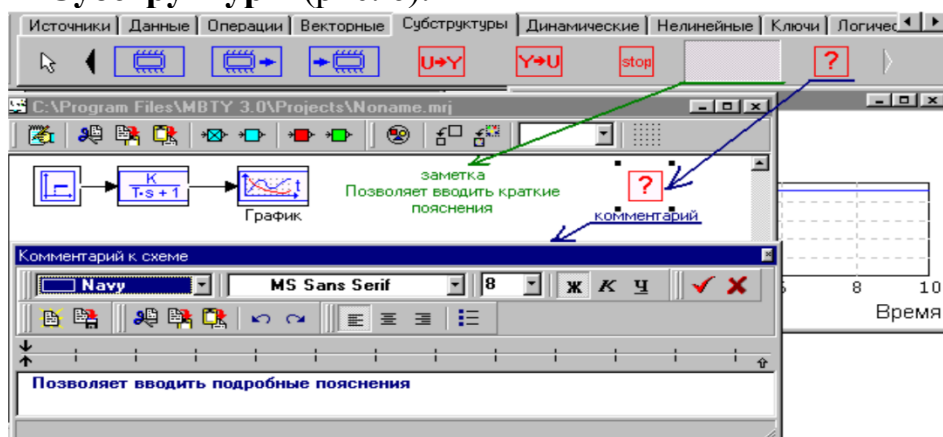 Субструктуры (рис.6).
Источники Данные Операции Векторные Субструктуры Динамические Нелинейные Ключи Логичес
U→Y Y→U stop ?
C:\Program Files\MBTY 3.0\Projects\Noname.mrj
K
T·s+1
t
График
заметка
Позволяет вводить краткие
пояснения
?
комментарий
Комментарий к схеме
Navy MS Sans Serif 8 Ж К Ч
Позволяет вводить подробные пояснения
8 10
Время